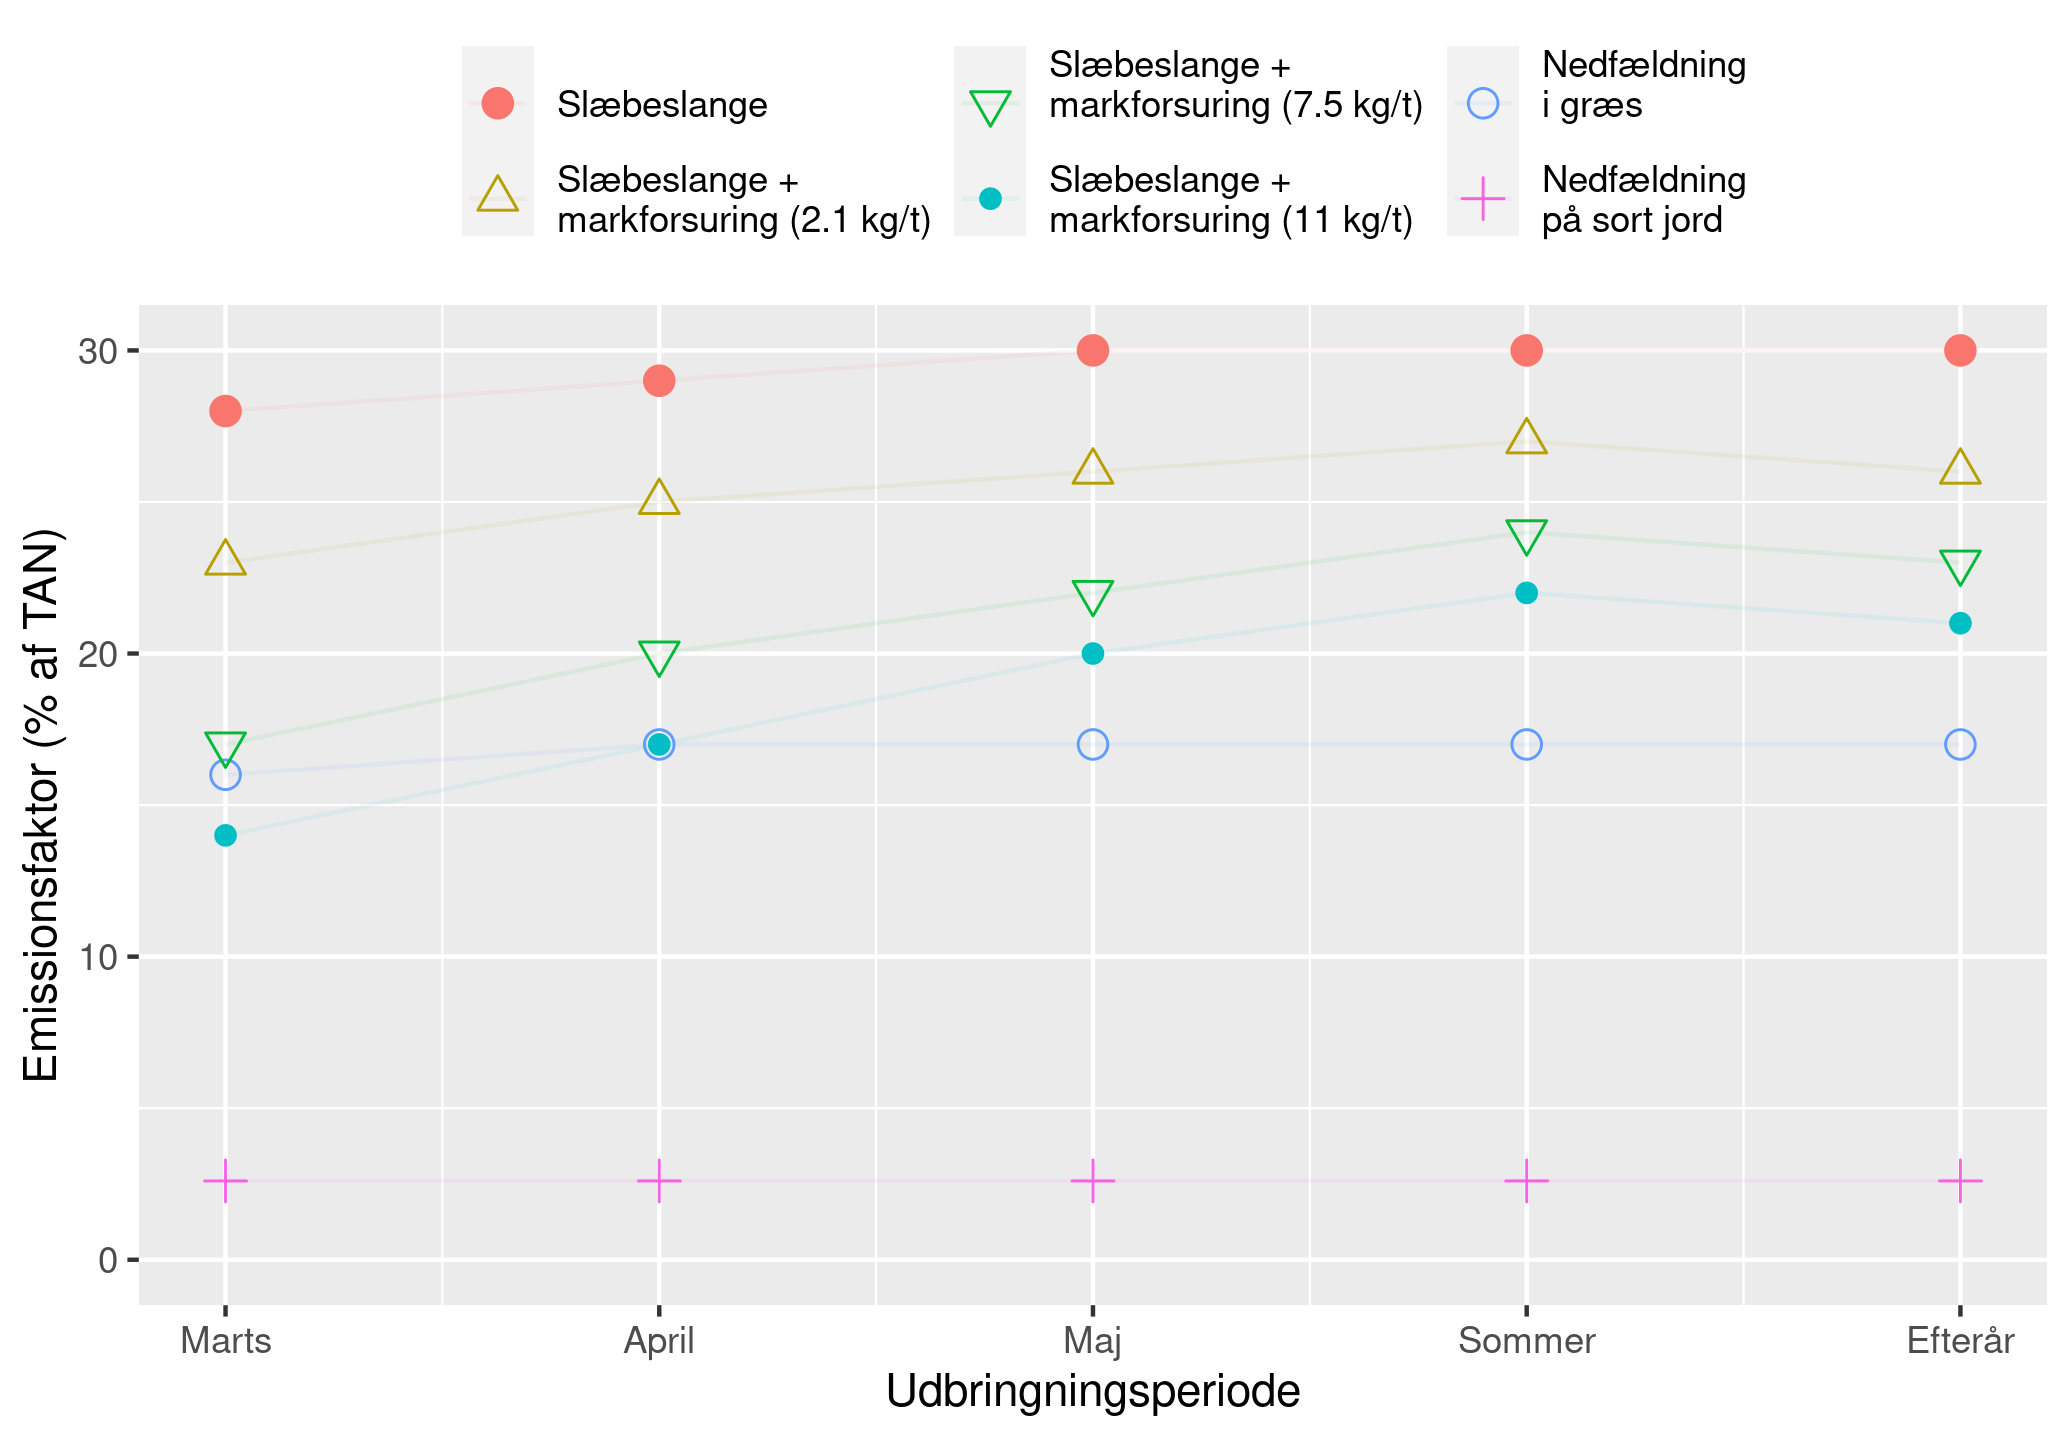 Slæbeslange
Slæbeslange +
markforsuring (2.1 kg/t)
Slæbeslange +
markforsuring (7.5 kg/t)
Slæbeslange +
markforsuring (11 kg/t)
Nedfældning
i græs
Nedfældning
på sort jord
Emissionsfaktor (% af TAN)
30
20
10
0
Marts
April
Maj
Sommer
Efterår
Udbringningsperiode